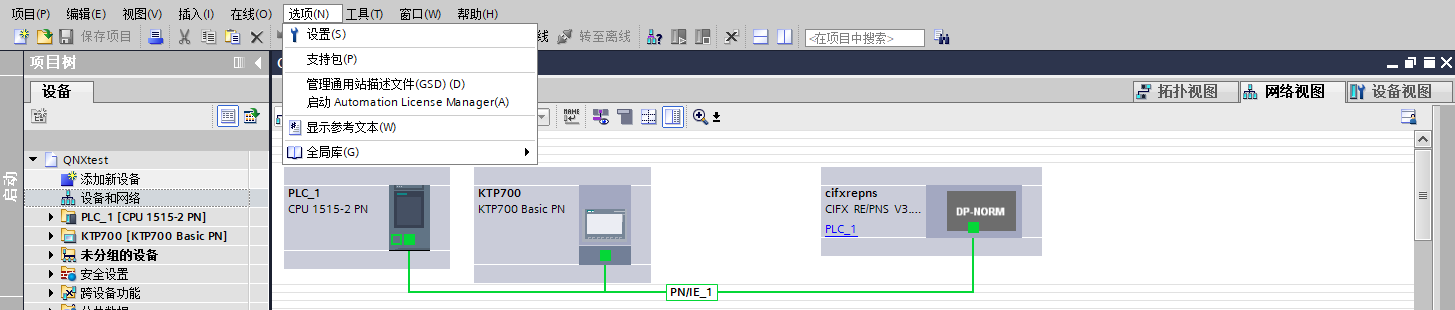 项目(P) 编辑(E) 视图(V) 插入(I) 在线(O) 选项(N) 工具(T) 窗口(W) 帮助(H)
保存项目
设置(S)
线
转至离线
<在项目中搜索>
支持包(P)
管理通用站描述文件(GSD) (D)
启动 Automation License Manager(A)
显示参考文本(W)
全局库(G)
项目树
设备
启动
拓扑视图 网络视图 设备视图
NAME
QNXtest
添加新设备
设备和网络
PLC_1 [CPU 1515-2 PN]
KTP700 [KTP700 Basic PN]
未分组的设备
安全设置
跨设备功能
公共数据
PLC_1
CPU 1515-2 PN
KTP700
KTP700 Basic PN
cifxrepns
CIFX RE/PNS V3....
PLC_1
DP-NORM
PN/IE_1